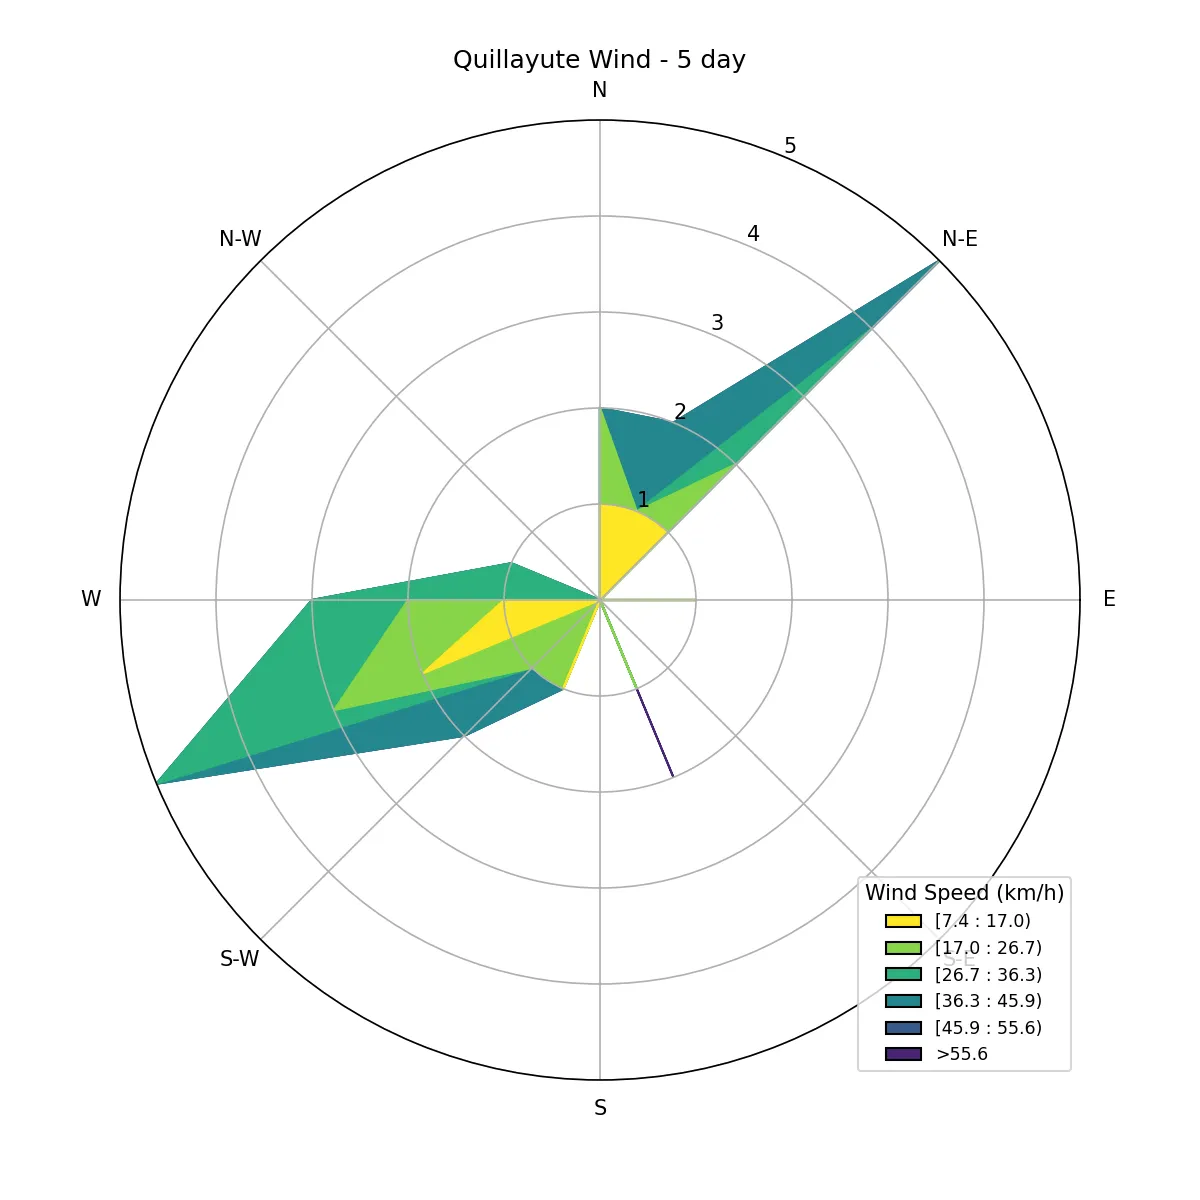 Quillayute Wind - 5 day
N
5
N-W
4
N-E
3
2
1
W
E
S-W
S-E
S
Wind Speed (km/h)
[7.4 : 17.0)
[17.0 : 26.7)
[26.7 : 36.3)
[36.3 : 45.9)
[45.9 : 55.6)
>55.6